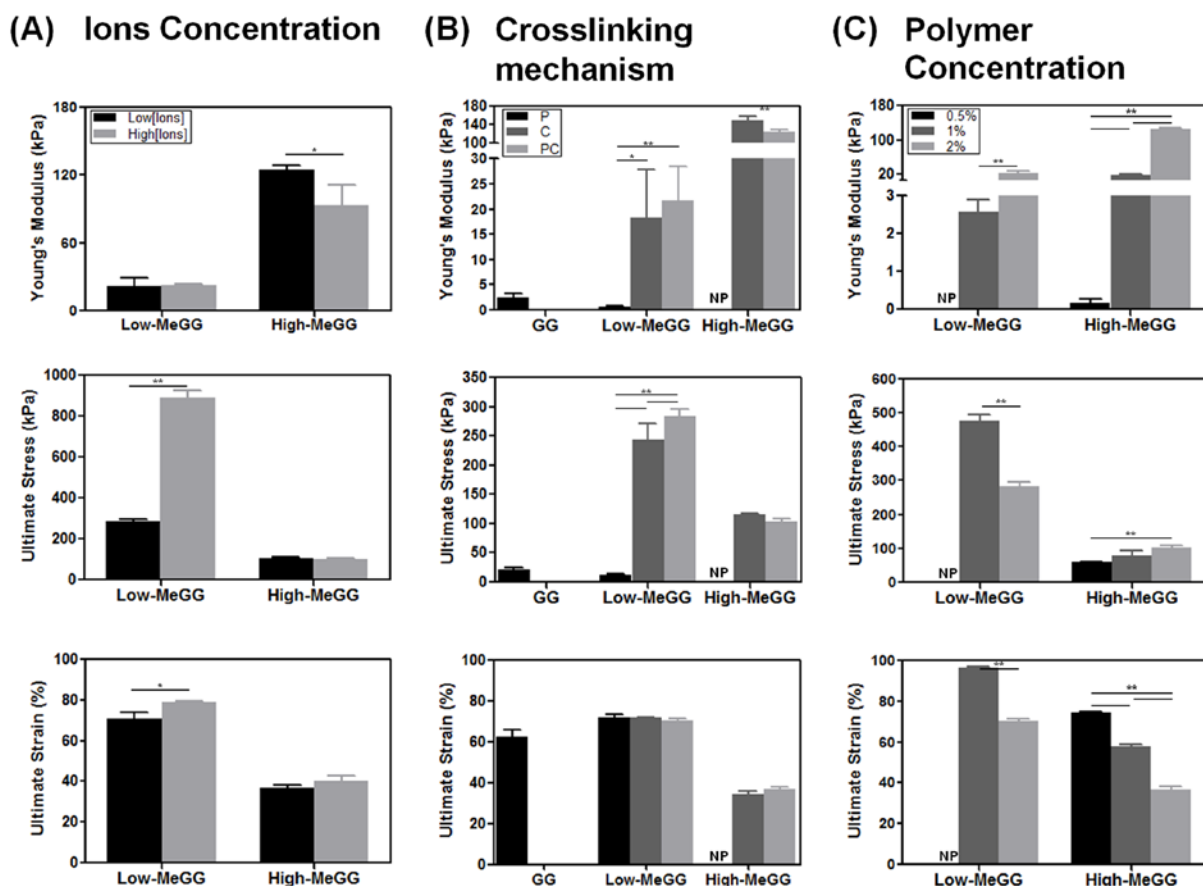 (A) Ions Concentration
(B) Crosslinking
mechanism
(C) Polymer
Concentration
Young's Modulus (kPa)
180
120
60
0
Low[Ions]
High[Ions]
*
Low-MeGG High-MeGG
Young's Modulus (kPa)
180
140
100
30
25
20
15
10
5
0
P
C
PC
**
*
**
NP
GG Low-MeGG High-MeGG
Young's Modulus (kPa)
180
100
20
3
2
1
0
0.5%
1%
2%
**
**
NP
Low-MeGG High-MeGG
Ultimate Stress (kPa)
1000
800
600
400
200
0
**
Low-MeGG High-MeGG
Ultimate Stress (kPa)
350
300
250
200
150
100
50
0
**
NP
GG Low-MeGG High-MeGG
Ultimate Stress (kPa)
600
500
400
300
200
100
0
**
**
NP
Low-MeGG High-MeGG
Ultimate Strain (%)
100
80
60
40
20
0
*
Low-MeGG High-MeGG
Ultimate Strain (%)
100
80
60
40
20
0
NP
GG Low-MeGG High-MeGG
Ultimate Strain (%)
100
80
60
40
20
0
**
**
NP
Low-MeGG High-MeGG